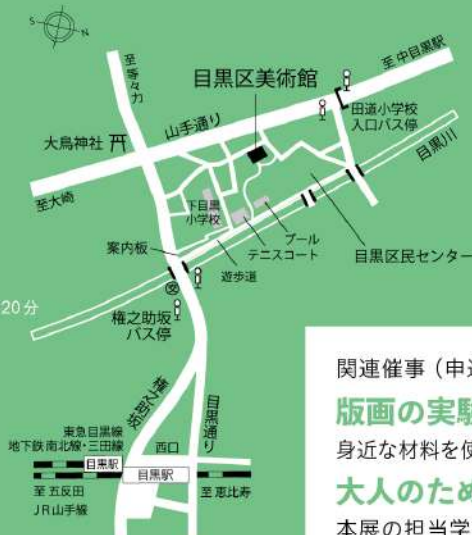 S
N
至 中目黒駅
至等々力
目黒区美術館
田道小学校
入口バス停
山手通り
大鳥神社
目黒川
至大崎
下目黒
小学校
プール
テニスコート
目黒区民センター
案内板
遊歩道
20分
権之助坂
バス停
権之助坂
目黒通り
東急目黒線
地下鉄 南北線・三田線
西口
目黒駅
目黒駅
至 五反田
至 恵比寿
JR山手線
関連催事（申込
版画の実験
身近な材料を使
大人のため
本展の担当学